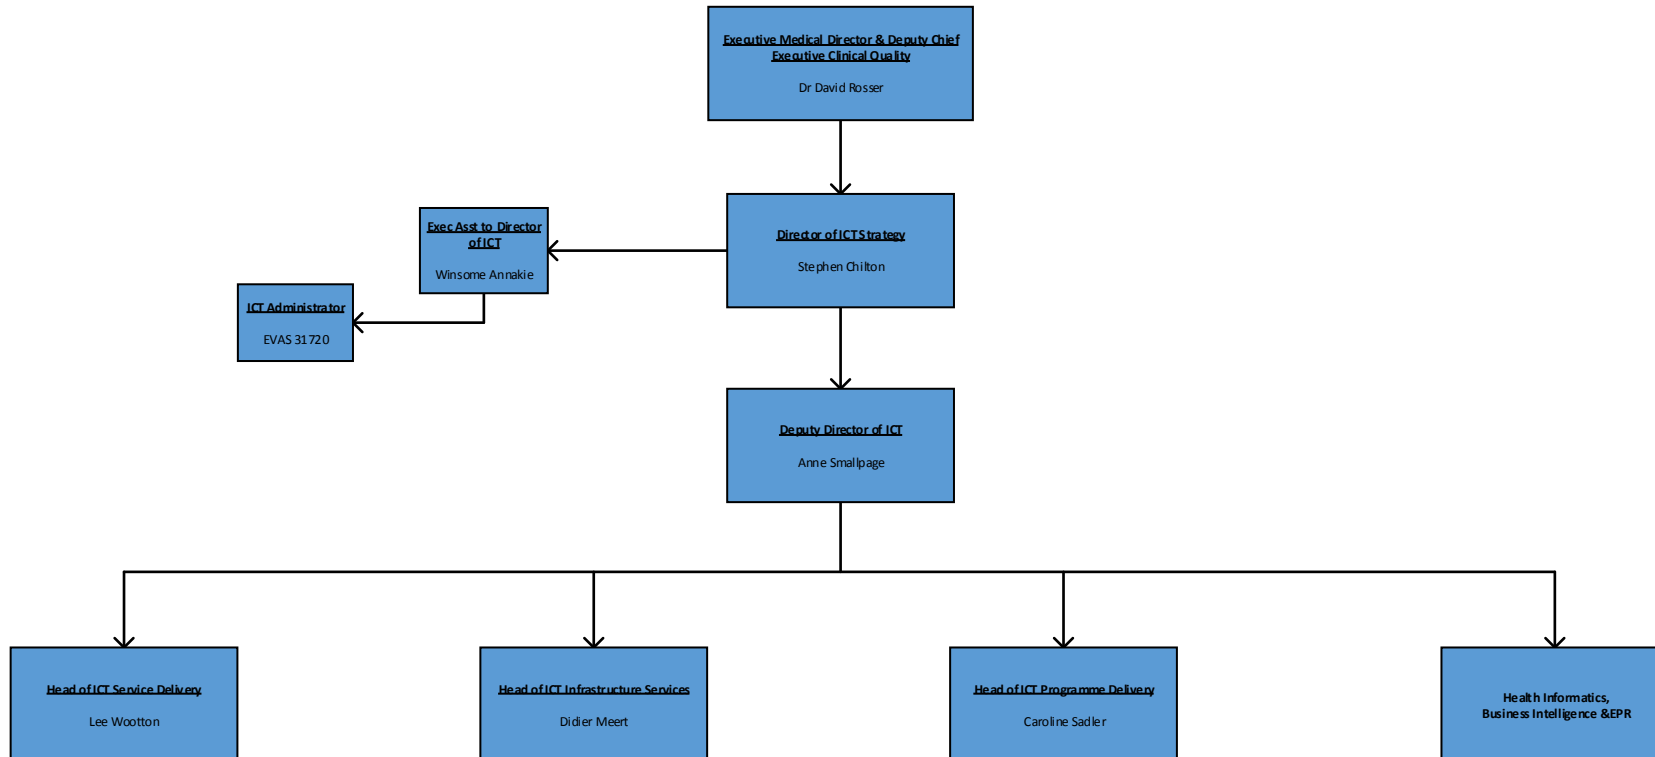 Executive Medical Director & Deputy Chief
Executive Clinical Quality
Dr David Rosser
Director of ICT Strategy
Stephen Chilton
Exec Asst to Director
of ICT
Winsome Annakie
ICT Administrator
EVAS 31720
Deputy Director of ICT
Anne Smallpage
Head of ICT Service Delivery
Lee Wootton
Head of ICT Infrastructure Services
Didier Meert
Head of ICT Programme Delivery
Caroline Sadler
Health Informatics,
Business Intelligence &EPR